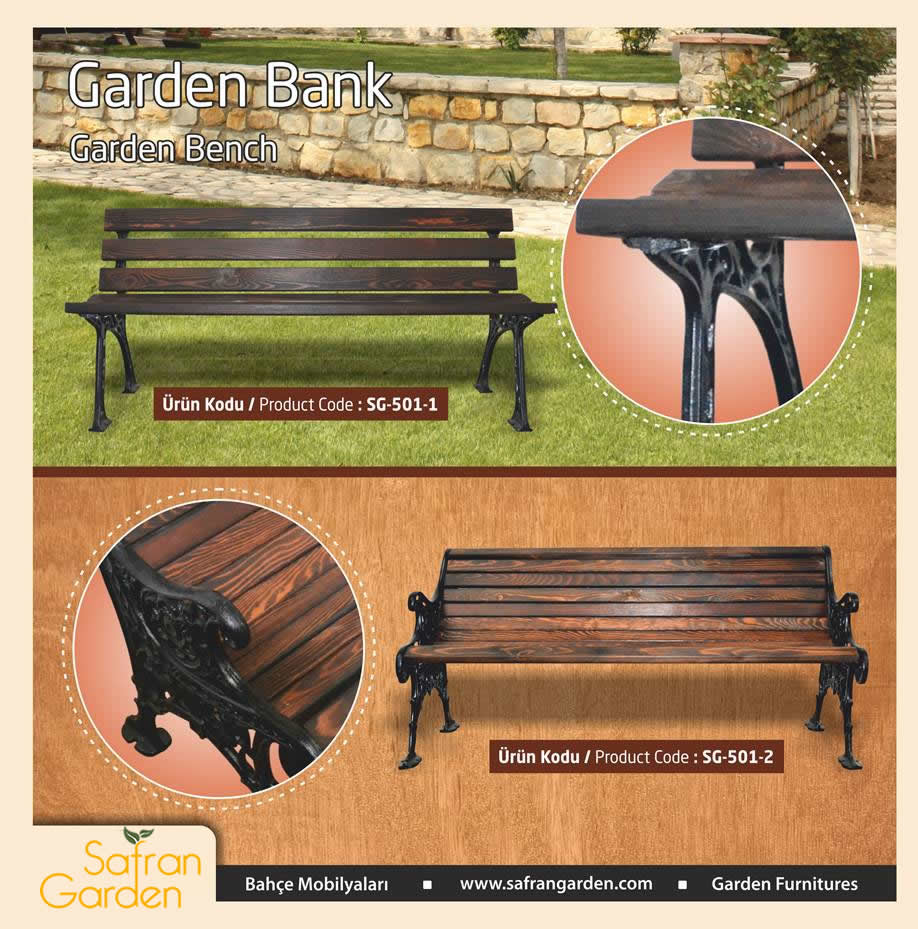 Garden Bank
Garden Bench
Ürün Kodu / Product Code : SG-501-1
Ürün Kodu / Product Code : SG-501-2
Safran
Garden
Bahçe Mobilyaları ▪ www.safrangarden.com ▪ Garden Furnitures